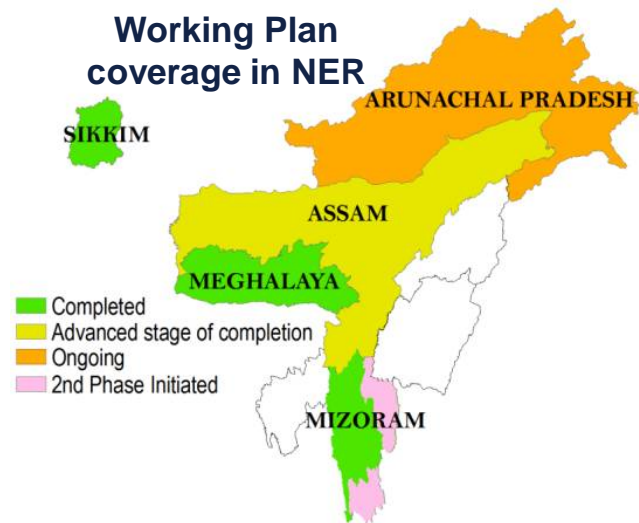 Working Plan
coverage in NER
ARUNACHAL PRADESH
SIKKIM
ASSAM
MEGHALAYA
Completed
Advanced stage of completion
Ongoing
2nd Phase Initiated
MIZORAM